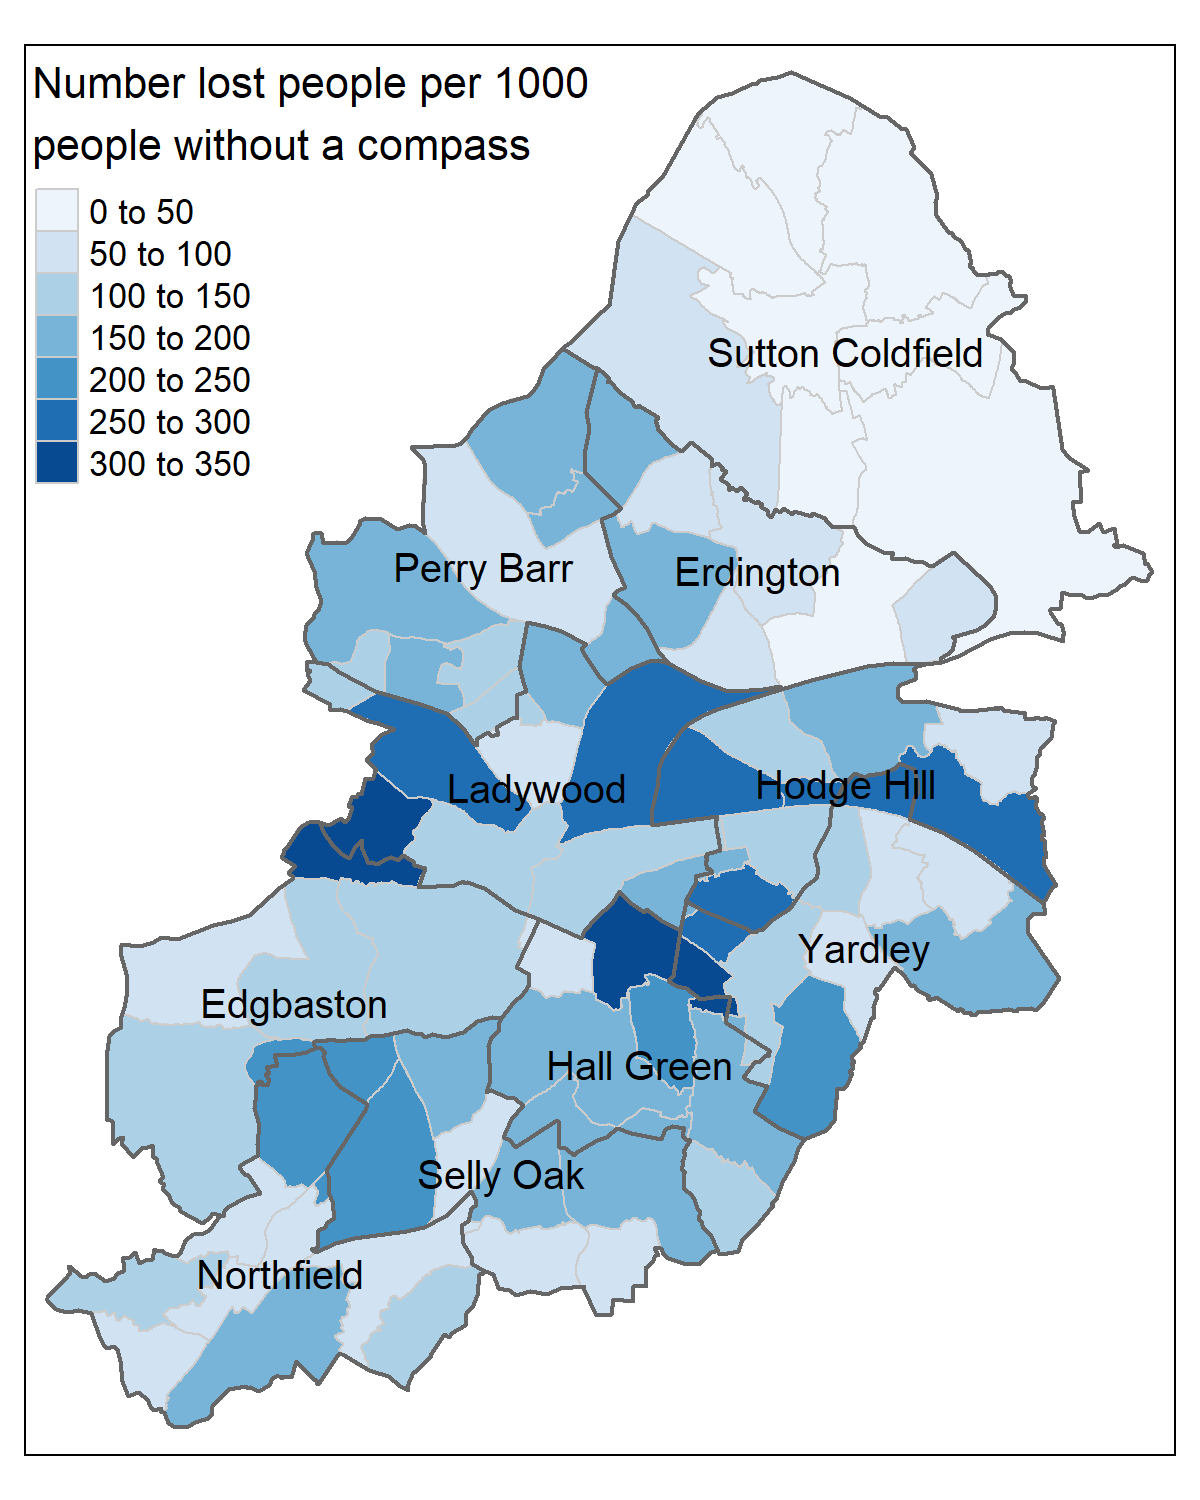 Number lost people per 1000
people without a compass
0 to 50
50 to 100
100 to 150
150 to 200
200 to 250
250 to 300
300 to 350
Sutton Coldfield
Perry Barr
Erdington
Ladywood
Hodge Hill
Yardley
Edgbaston
Hall Green
Selly Oak
Northfield